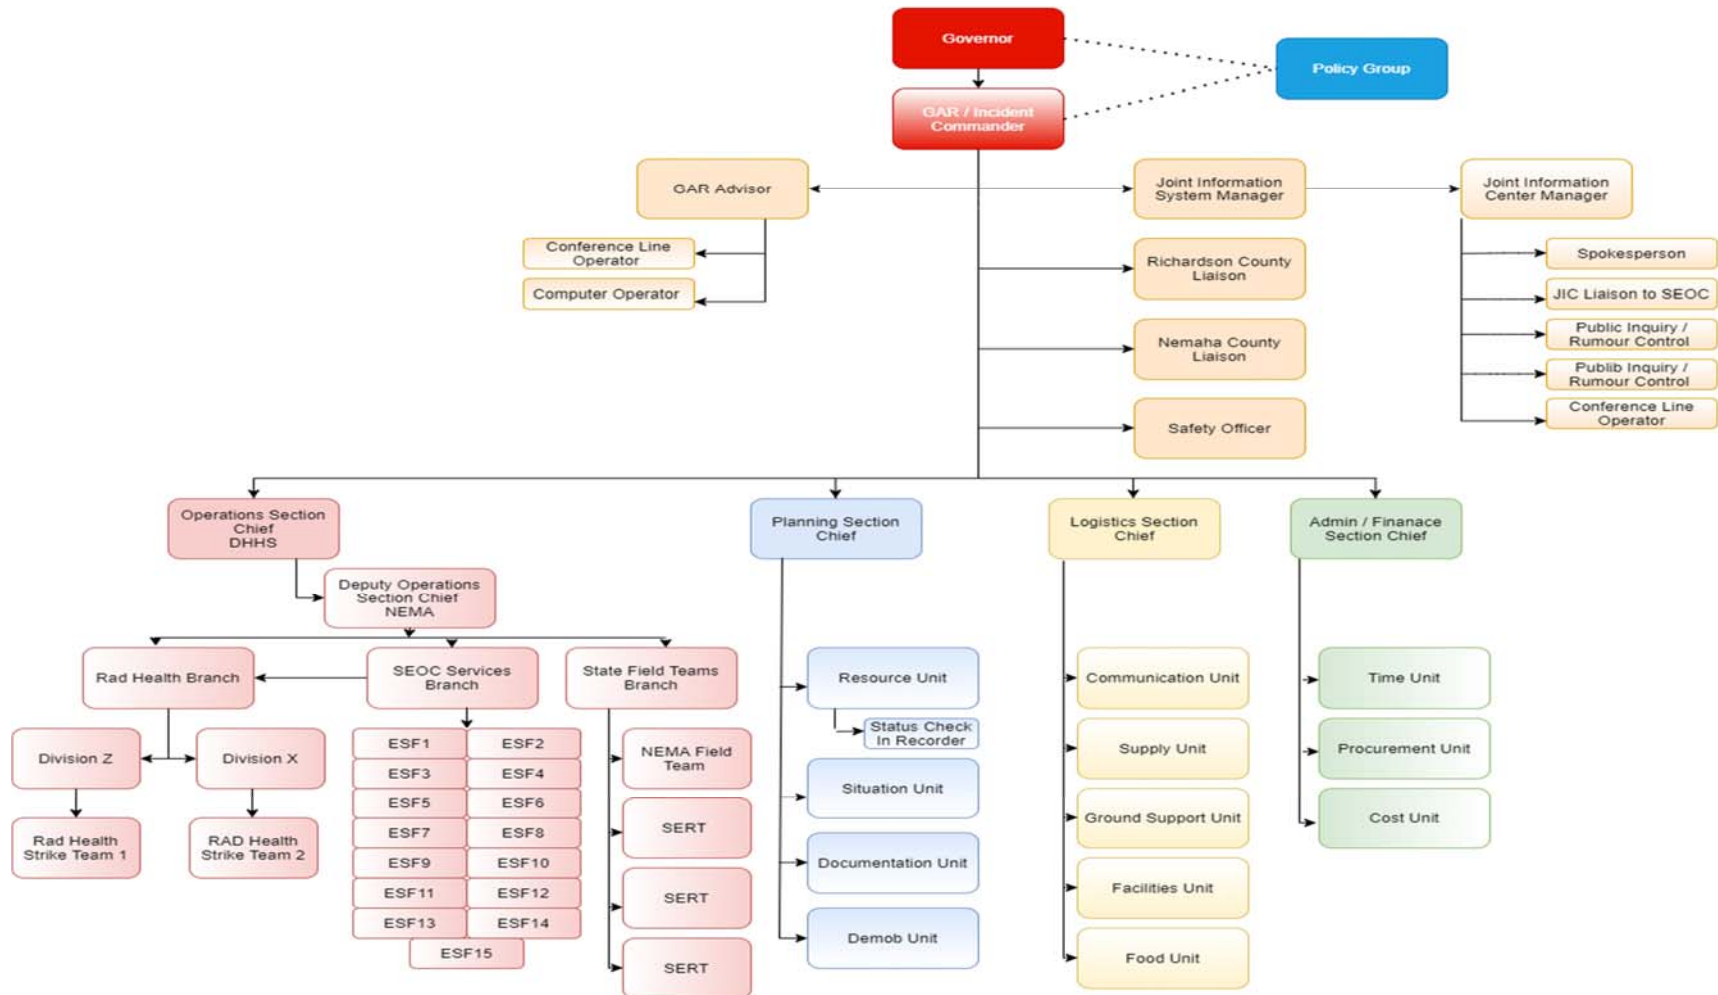 Governor
Policy Group
GAR / Incident
Commander
GAR Advisor
Joint Information
System Manager
Joint Information
Center Manager
Conference Line
Operator
Computer Operator
Richardson County
Liaison
Nemaha County
Liaison
Safety Officer
Spokesperson
JIC Liaison to SEOC
Public Inquiry /
Rumour Control
Publib Inquiry /
Rumour Control
Conference Line
Operator
Operations Section
Chief
DHHS
Planning Section
Chief
Logistics Section
Chief
Admin / Finanace
Section Chief
Deputy Operations
Section Chief
NEMA
Rad Health Branch
SEOC Services
Branch
State Field Teams
Branch
Division Z
Division X
Rad Health
Strike Team 1
RAD Health
Strike Team 2
ESF1
ESF2
ESF3
ESF4
ESF5
ESF6
ESF7
ESF8
ESF9
ESF10
ESF11
ESF12
ESF13
ESF14
ESF15
NEMA Field
Team
SERT
SERT
SERT
Resource Unit
Status Check
In Recorder
Situation Unit
Documentation Unit
Demob Unit
Communication Unit
Supply Unit
Ground Support Unit
Facilities Unit
Food Unit
Time Unit
Procurement Unit
Cost Unit